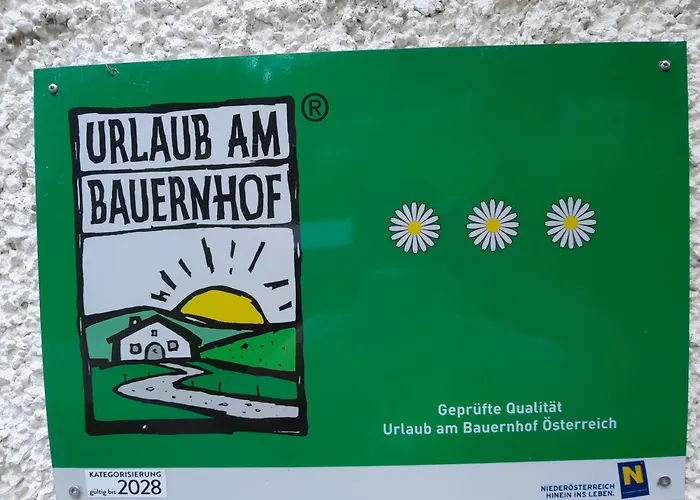 URLAUB AM
BAUERNHOF
®
Geprüfte Qualität
Urlaub am Bauernhof Österreich
KATEGORISIERUNG
gültig bis 2028
NIEDERÖSTERREICH
HINEIN INS LEBEN.
N